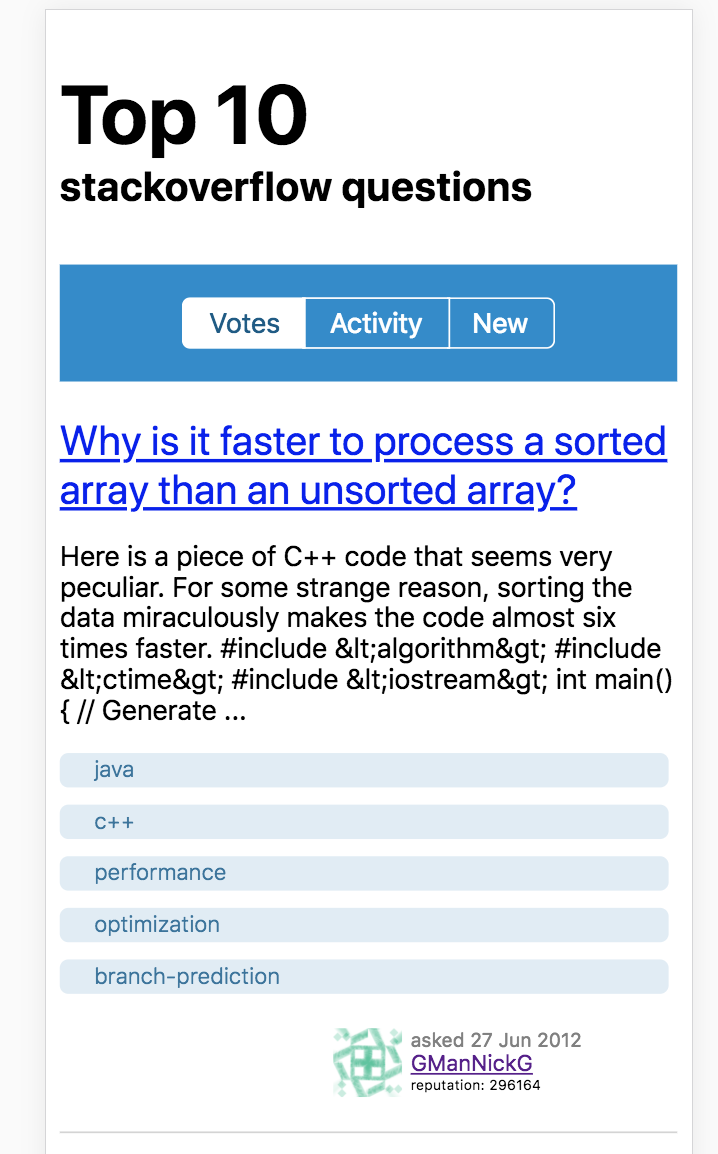 Top 10
stackoverflow questions
Votes Activity New
Why is it faster to process a sorted
array than an unsorted array?
Here is a piece of C++ code that seems very
peculiar. For some strange reason, sorting the
data miraculously makes the code almost six
times faster. #include &lt;algorithm&gt; #include
&lt;ctime&gt; #include &lt;iostream&gt; int main()
{ // Generate ...
java
c++
performance
optimization
branch-prediction
asked 27 Jun 2012
GManNickG
reputation: 296164